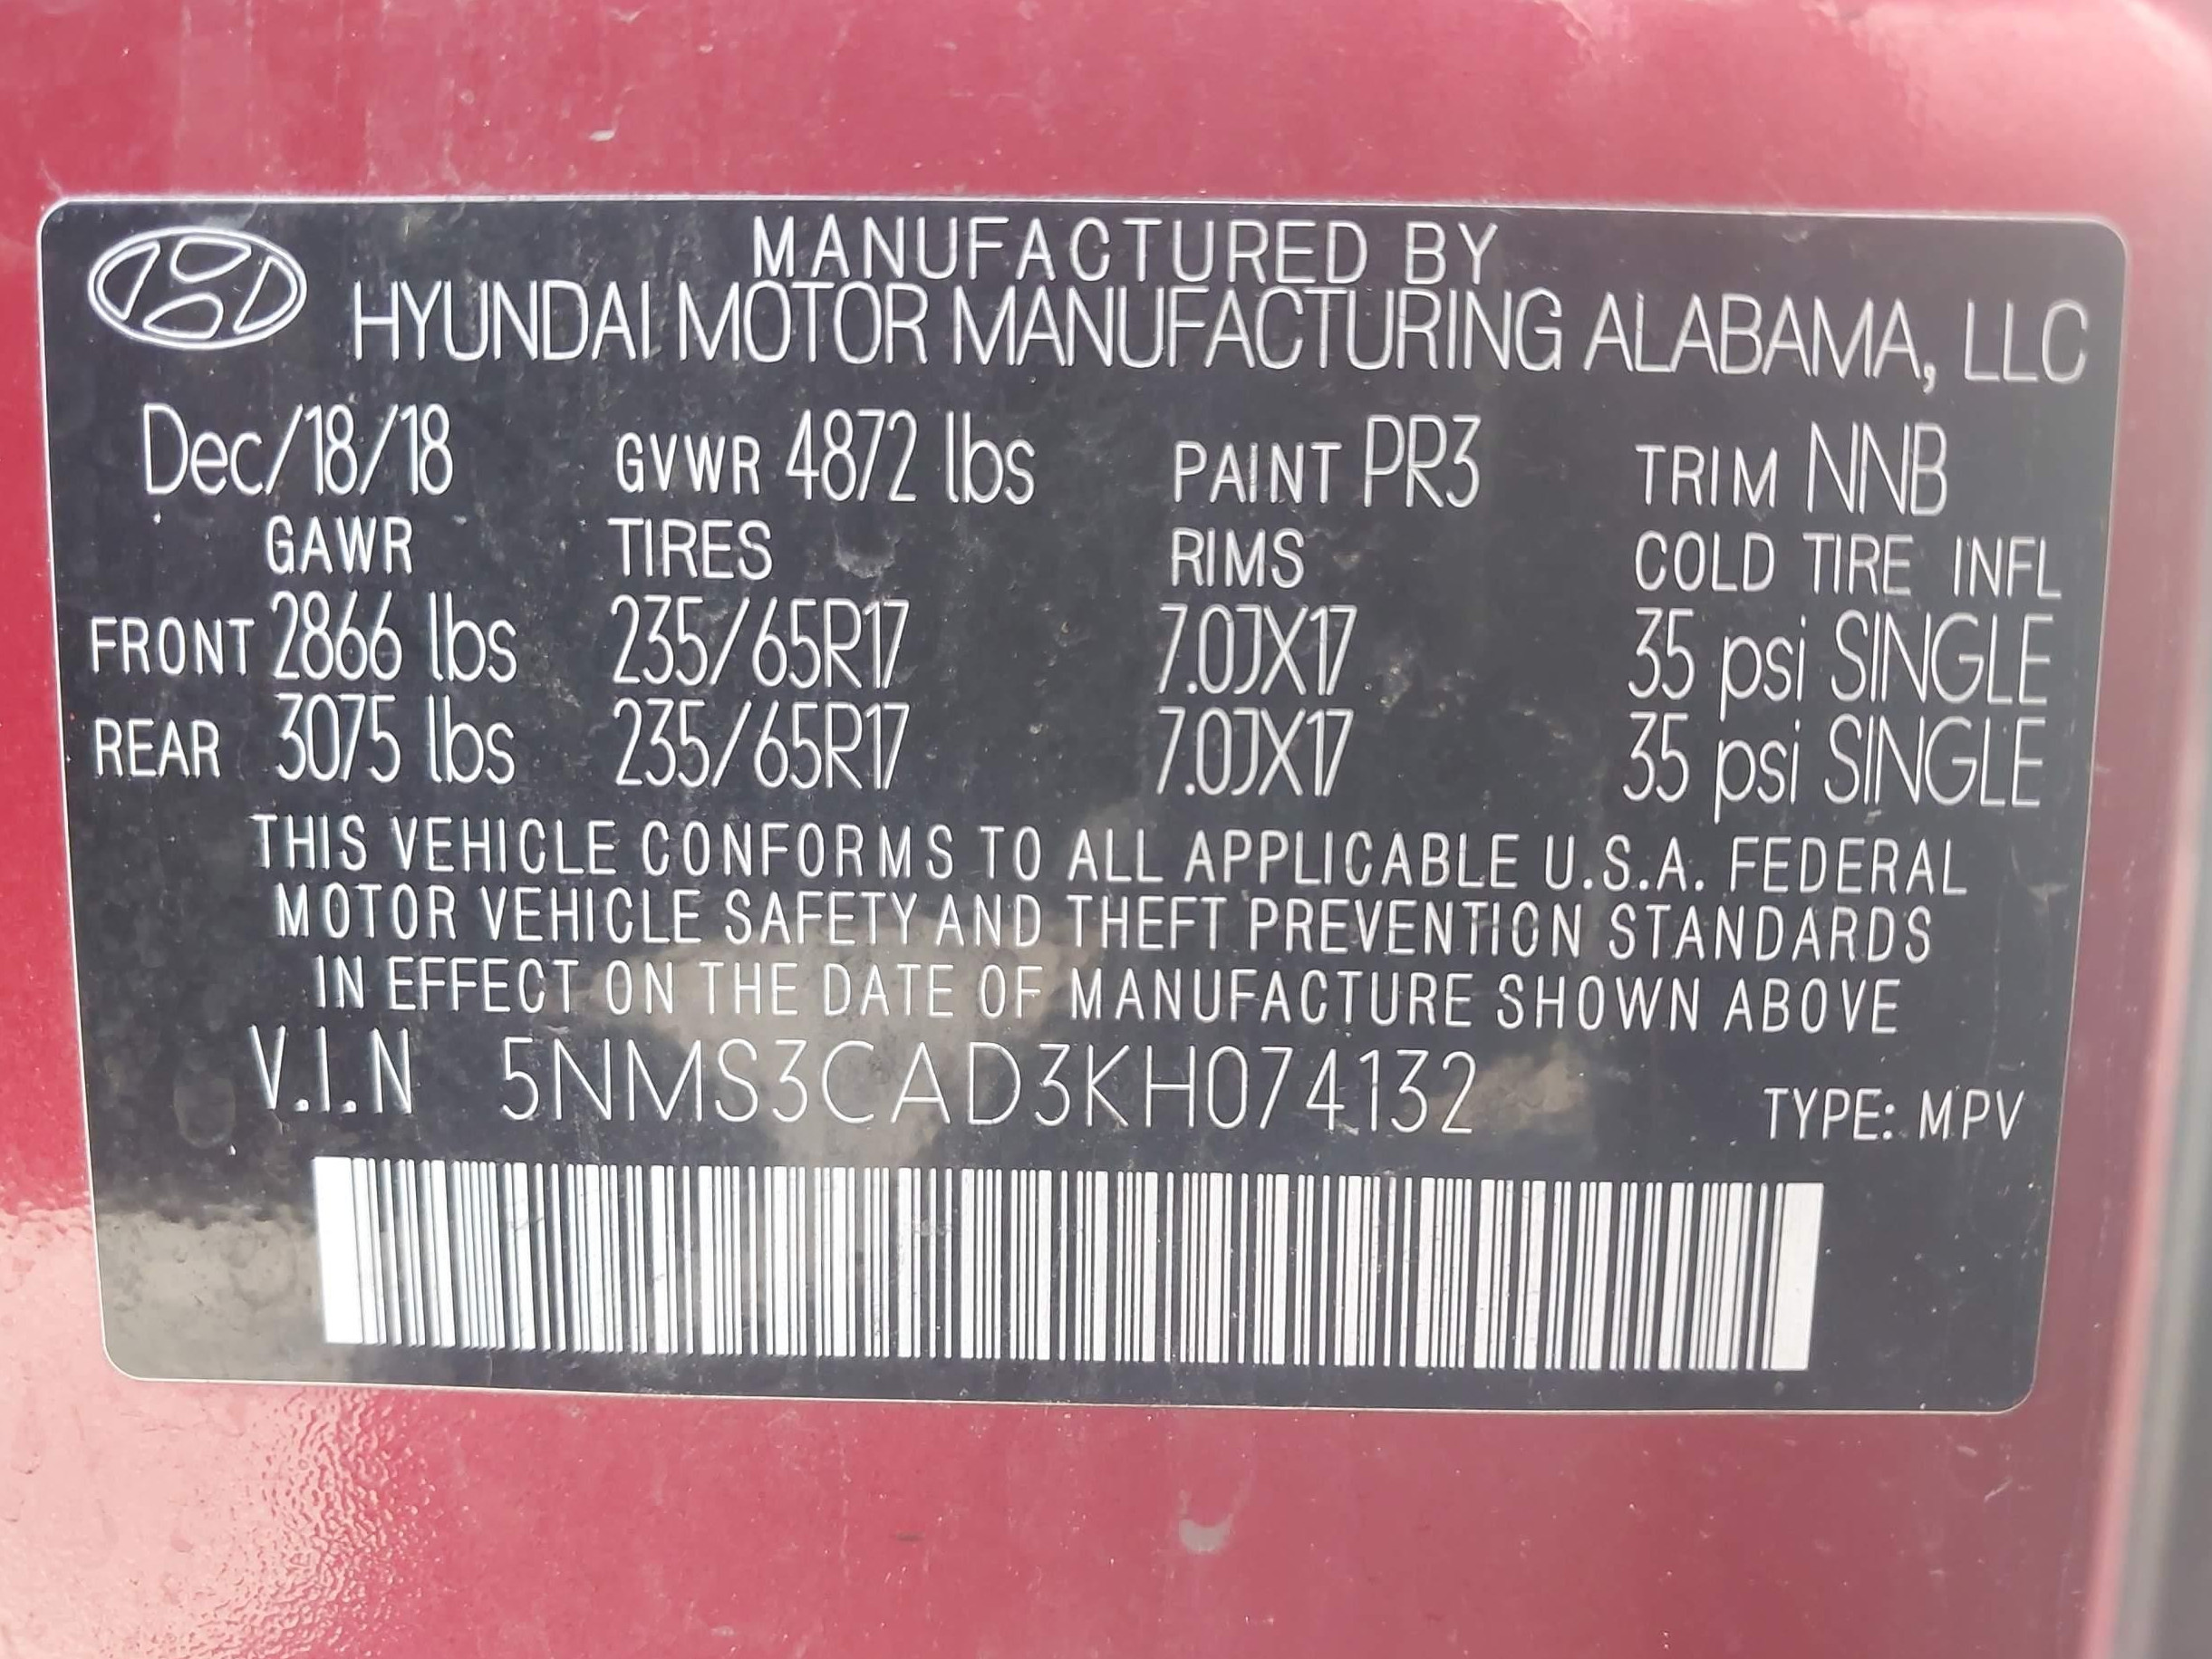 MANUFACTURED BY
HYUNDAI MOTOR MANUFACTURING ALABAMA, LLC
Dec/18/18 GVWR 4872 lbs PAINT PR3 TRIM NNB
GAWR TIRES RIMS COLD TIRE INFL
FRONT 2866 lbs 235/65R17 7.0JX17 35 psi SINGLE
REAR 3075 lbs 235/65R17 7.0JX17 35 psi SINGLE
THIS VEHICLE CONFORMS TO ALL APPLICABLE U.S.A. FEDERAL
MOTOR VEHICLE SAFETY AND THEFT PREVENTION STANDARDS
IN EFFECT ON THE DATE OF MANUFACTURE SHOWN ABOVE
V.I.N 5NMS3CAD3KH074132 TYPE: MPV